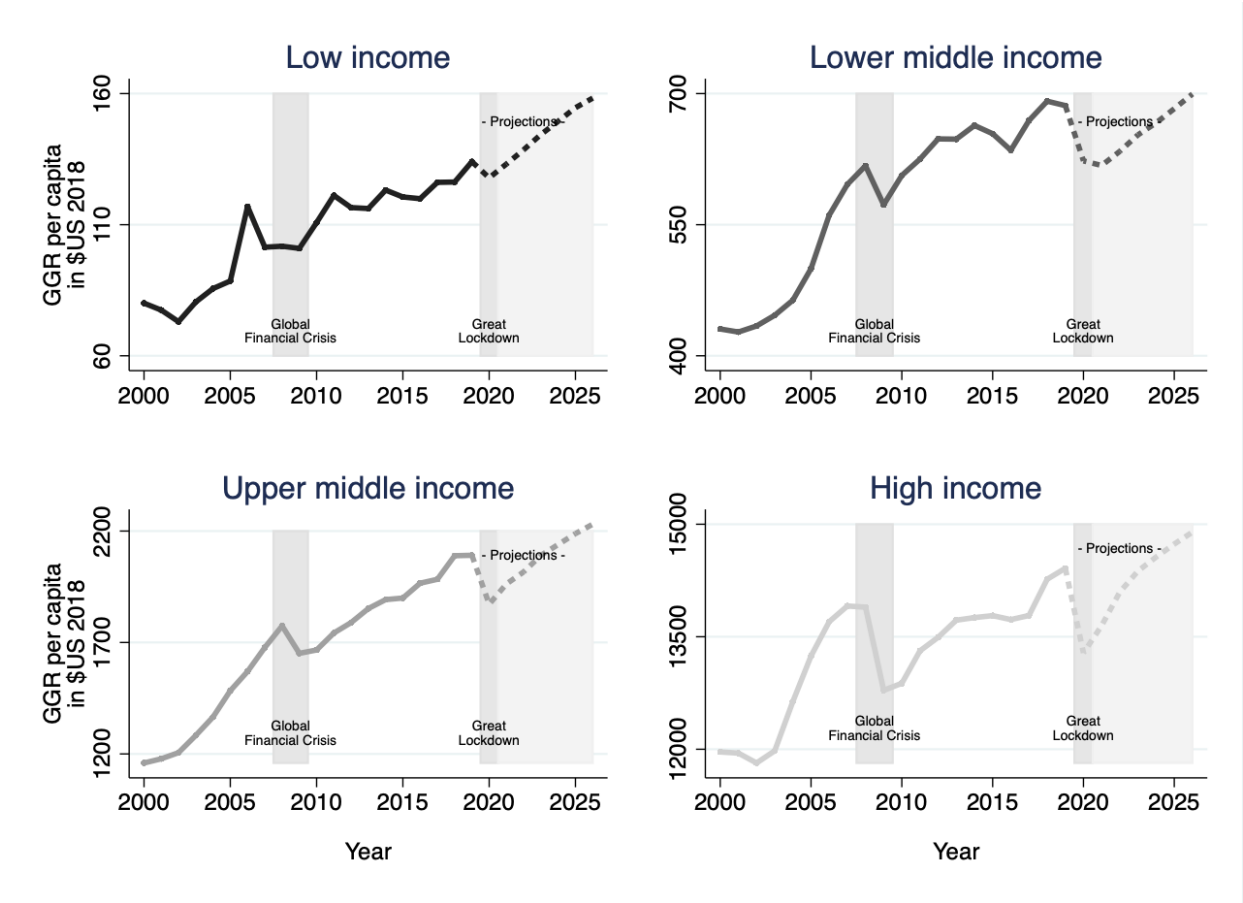 Low income
160
110
60
GGR per capita
in $US 2018
- Projections -
Global
Financial Crisis
Great
Lockdown
2000 2005 2010 2015 2020 2025
Lower middle income
700
550
400
- Projections -
Global
Financial Crisis
Great
Lockdown
2000 2005 2010 2015 2020 2025
Upper middle income
2200
1700
1200
GGR per capita
in $US 2018
- Projections -
Global
Financial Crisis
Great
Lockdown
2000 2005 2010 2015 2020 2025
Year
High income
15000
13500
12000
- Projections -
Global
Financial Crisis
Great
Lockdown
2000 2005 2010 2015 2020 2025
Year